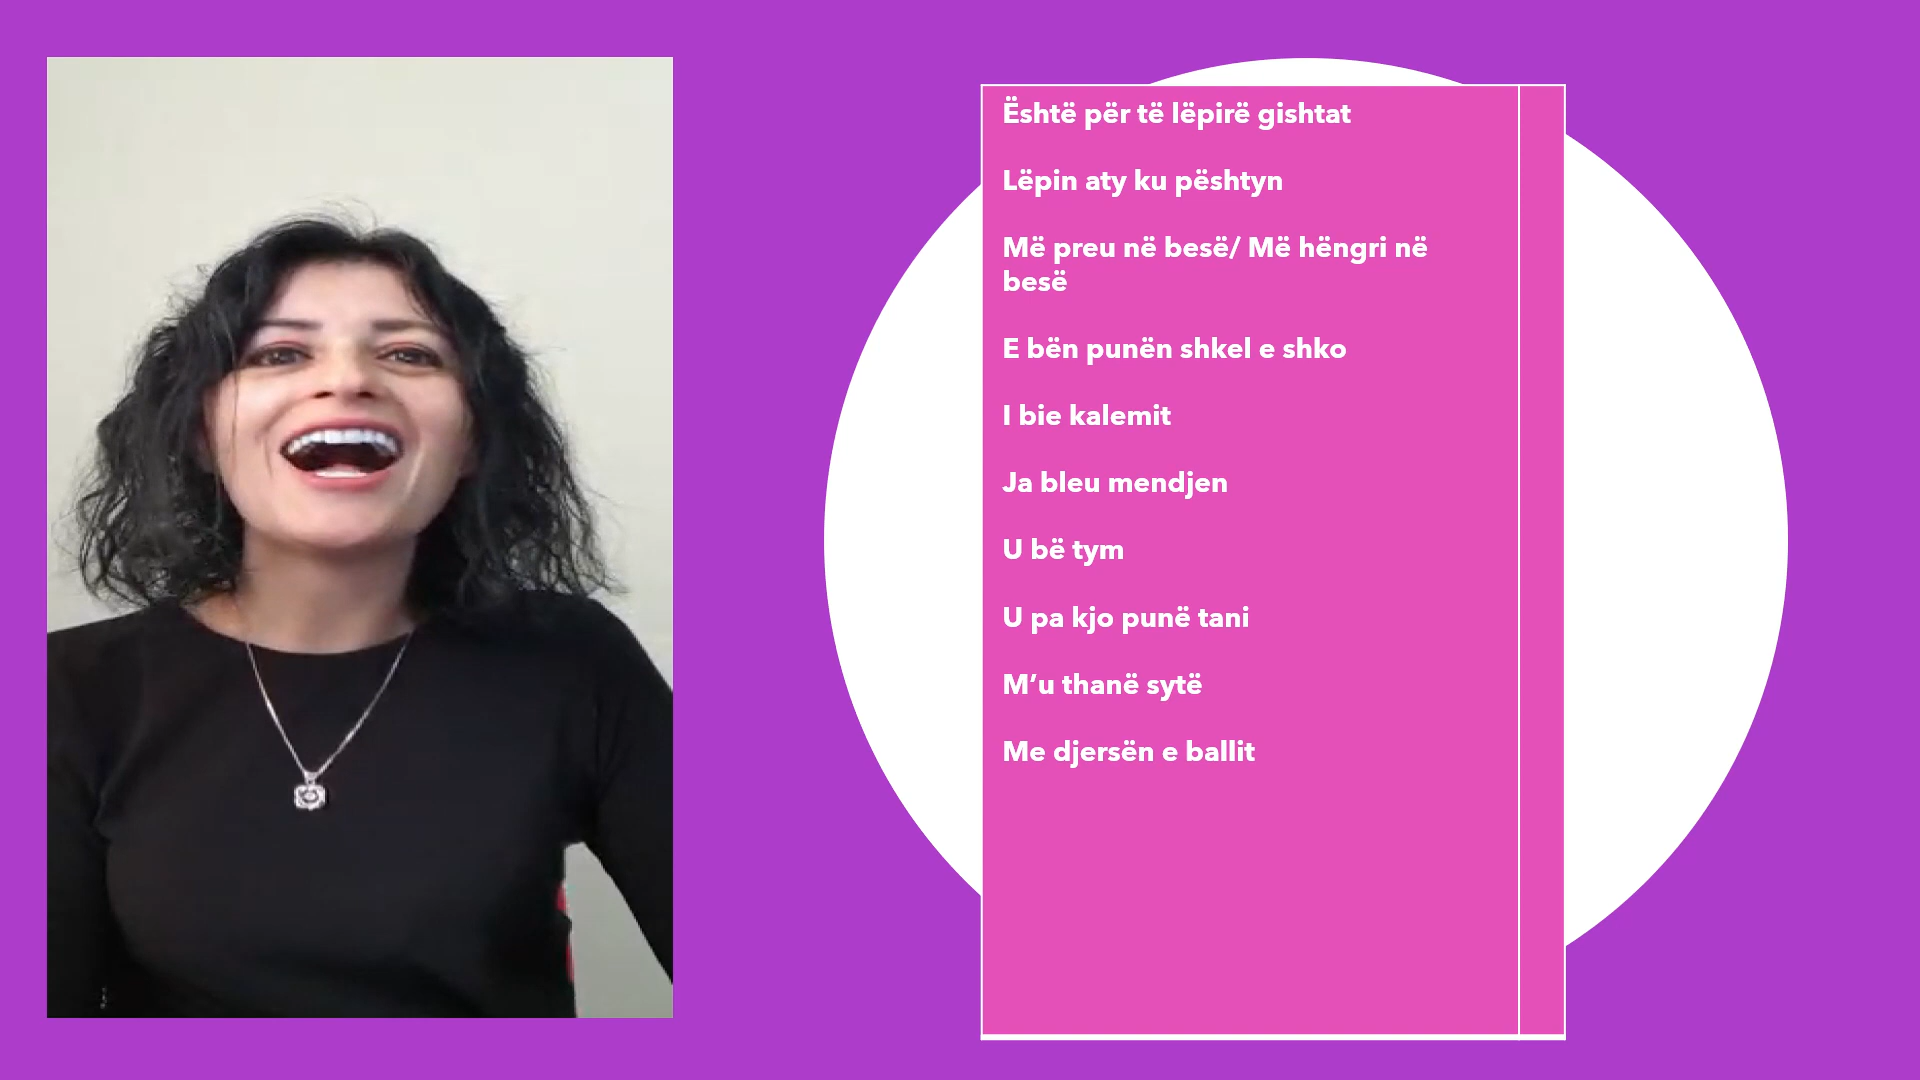 Është për të lëpirë gishtat
Lëpin aty ku pështyn
Më preu në besë/ Më hëngri në
besë
E bën punën shkel e shko
I bie kalemit
Ja bleu mendjen
U bë tym
U pa kjo punë tani
M’u thanë sytë
Me djersën e ballit